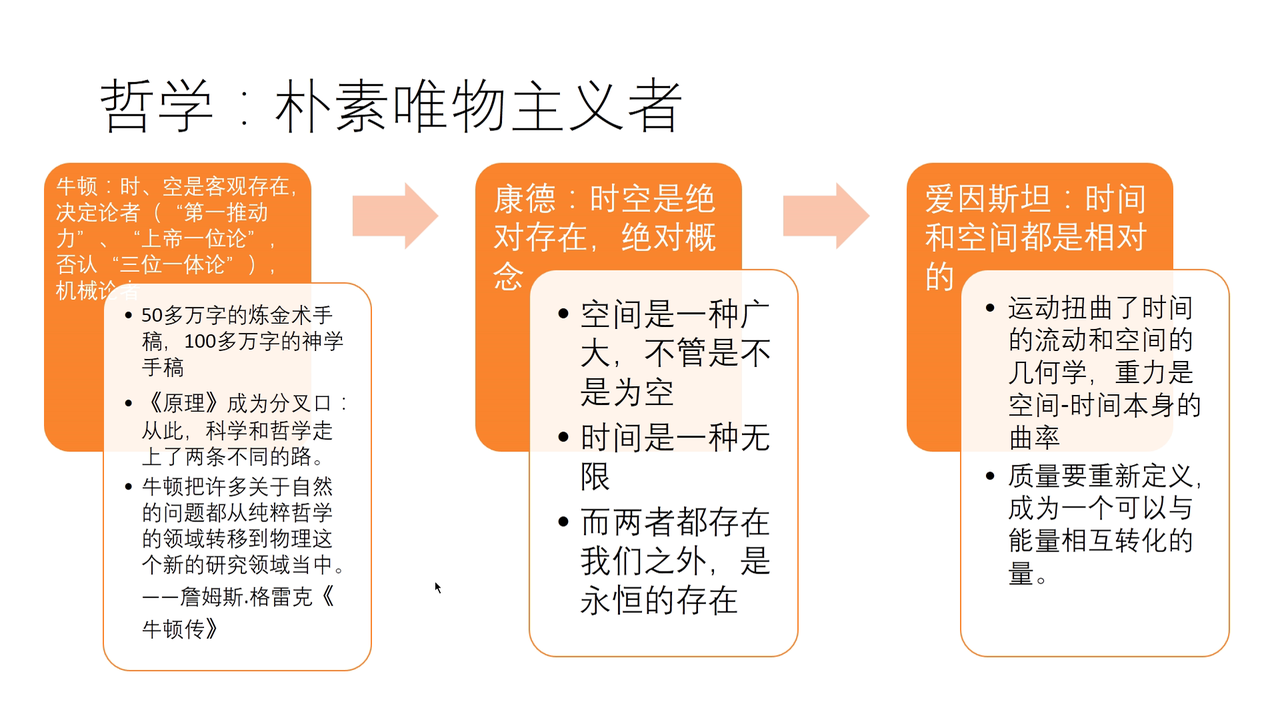 哲学：朴素唯物主义者
牛顿：时、空是客观存在，
决定论者（“第一推动
力”、“上帝一位论”，
否认“三位一体论”），
机械论者
• 50多万字的炼金术手
稿，100多万字的神学
手稿
• 《原理》成为分叉口：
从此，科学和哲学走
上了两条不同的路。
• 牛顿把许多关于自然
的问题都从纯粹哲学
的领域转移到物理这
个新的研究领域当中。
——詹姆斯.格雷克《
牛顿传》
康德：时空是绝
对存在，绝对概
念
• 空间是一种广
大，不管是不
是为空
• 时间是一种无
限
• 而两者都存在
我们之外，是
永恒的存在
爱因斯坦：时间
和空间都是相对
的
• 运动扭曲了时间
的流动和空间的
几何学，重力是
空间-时间本身的
曲率
• 质量要重新定义，
成为一个可以与
能量相互转化的
量。